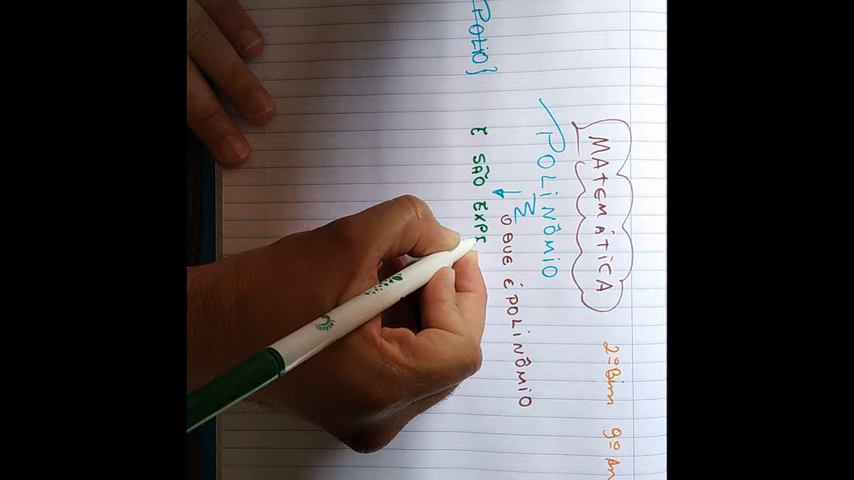 MATEMÁTICA
2º Bim 9º An
POLINÔMIO
O QUE É POLINÔMIO
E SÃO EXPR